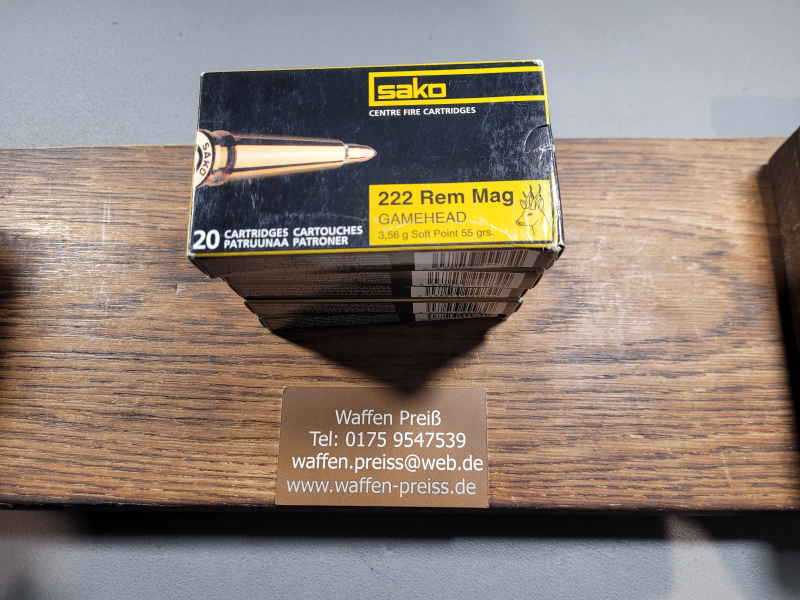 sako
CENTRE FIRE CARTRIDGES
SAKO
222 Rem Mag
GAMEHEAD
3,56 g Soft Point 55 grs.
20 CARTRIDGES CARTOUCHES
PATRUUNAA PATRONER
Waffen Preiß
Tel: 0175 9547539
waffen.preiss@web.de
www.waffen-preiss.de